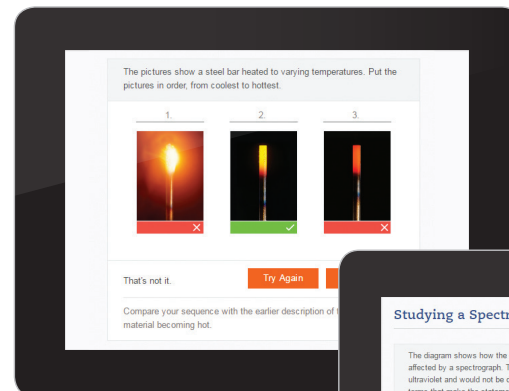 The pictures show a steel bar heated to varying temperatures. Put the
pictures in order, from coolest to hottest.
1. 2. 3.
That's not it. Try Again
Compare your sequence with the earlier description of
material becoming hot.
Studying a
The diagram shows how the
affected by a spectrograph.
ultraviolet and would not be